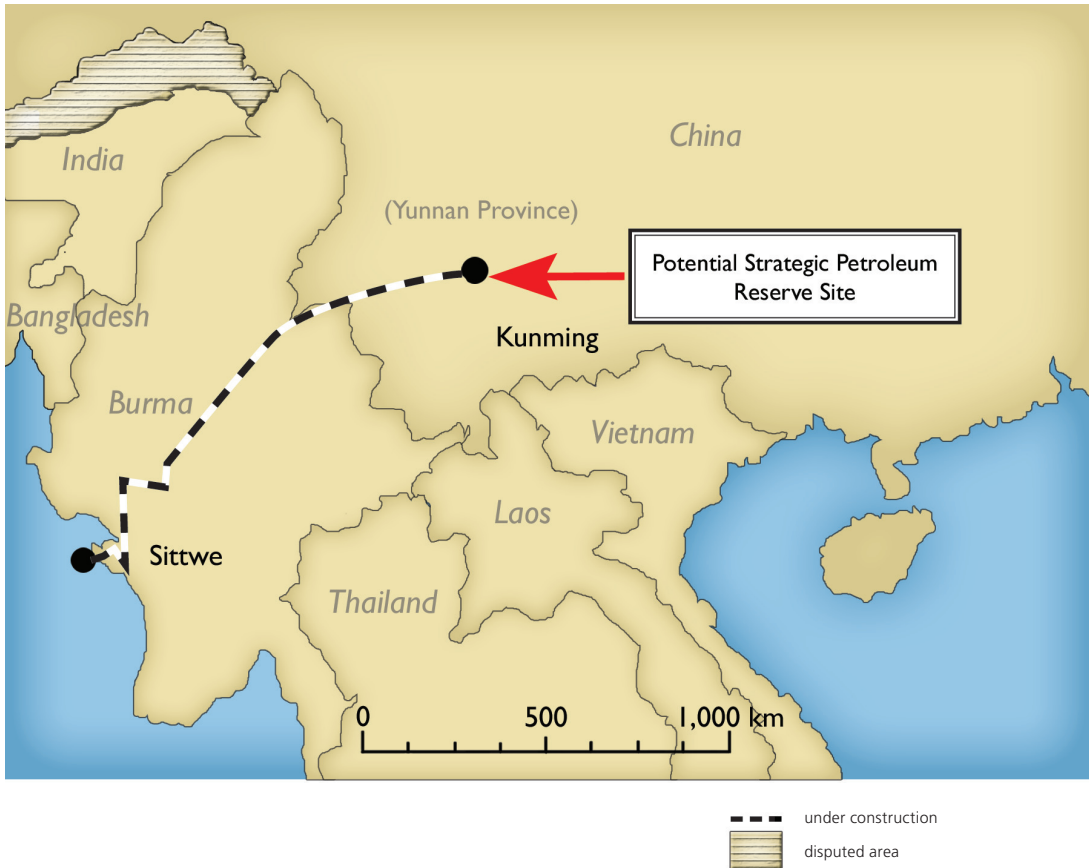 China
India
(Yunnan Province)
Potential Strategic Petroleum
Reserve Site
Bangladesh
Kunming
Burma
Vietnam
Laos
Sittwe
Thailand
0 500 1,000 km
under construction
disputed area